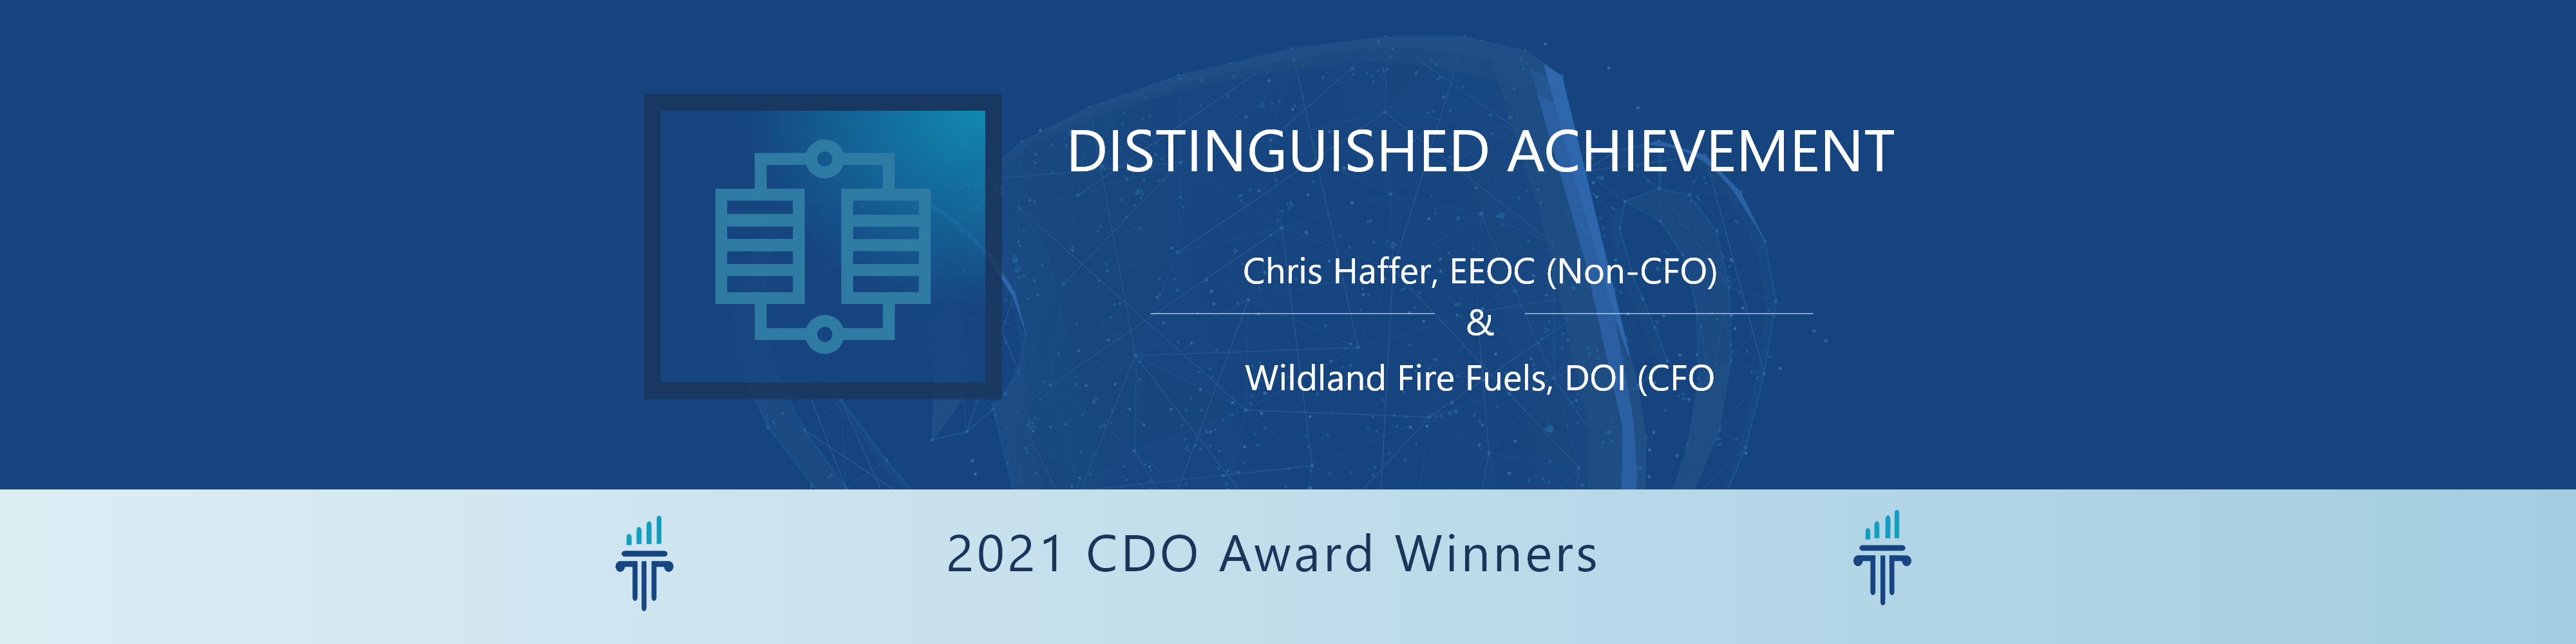 DISTINGUISHED ACHIEVEMENT
Chris Haffer, EEOC (Non-CFO)
&
Wildland Fire Fuels, DOI (CFO
2021 CDO Award Winners